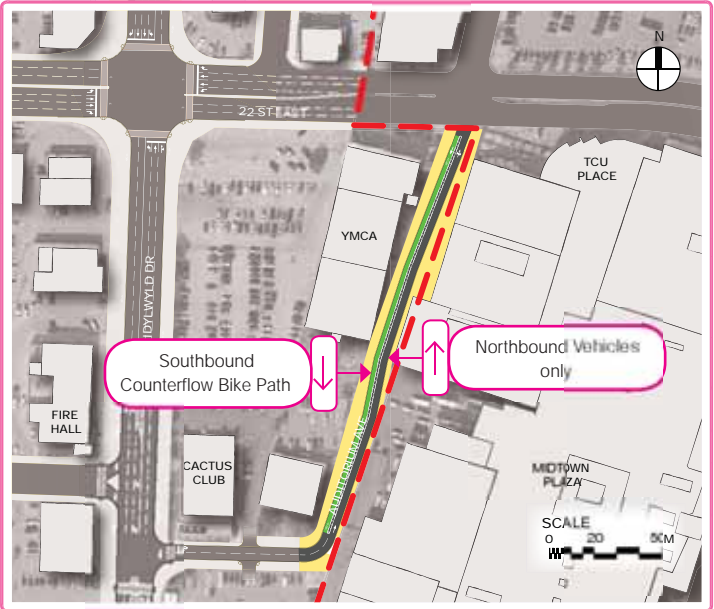 N
22 ST EAST
TCU
PLACE
YMCA
IDYLWYLD DR
Southbound
Counterflow Bike Path
Northbound Vehicles
only
FIRE
HALL
CACTUS
CLUB
AUDITORIUM AVE
MIDTOWN
PLAZA
SCALE
0 20 50M